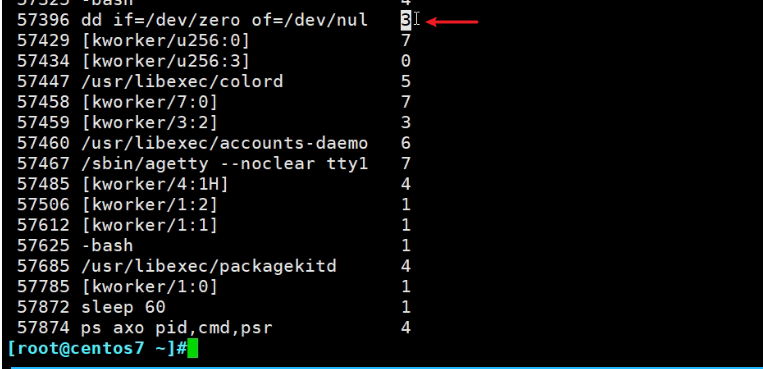 57396 dd if=/dev/zero of=/dev/nul 3
57429 [kworker/u256:0] 7
57434 [kworker/u256:3] 0
57447 /usr/libexec/colord 5
57458 [kworker/7:0] 7
57459 [kworker/3:2] 3
57460 /usr/libexec/accounts-daemo 6
57467 /sbin/agetty --noclear tty1 7
57485 [kworker/4:1H] 4
57506 [kworker/1:2] 1
57612 [kworker/1:1] 1
57625 -bash 1
57685 /usr/libexec/packagekitd 4
57785 [kworker/1:0] 1
57872 sleep 60 1
57874 ps axo pid,cmd,psr 4
[root@centos7 ~]#